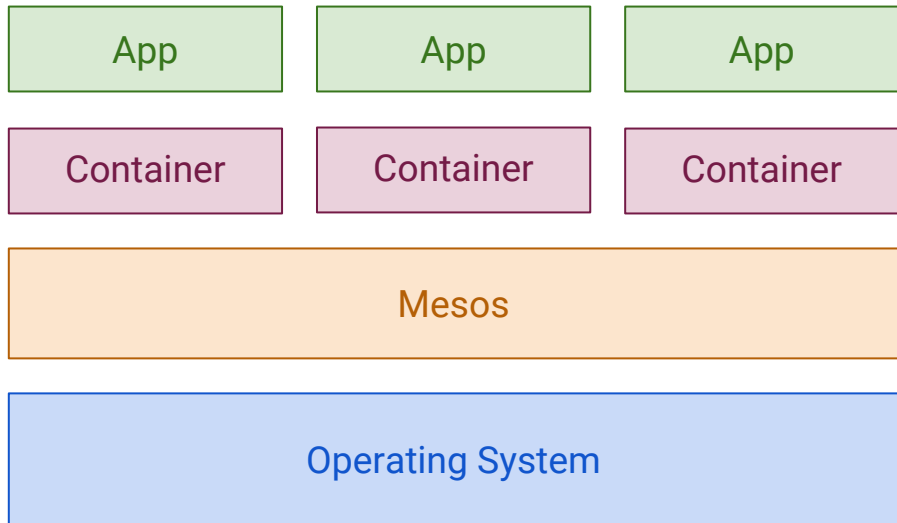 App App App
Container Container Container
Mesos
Operating System